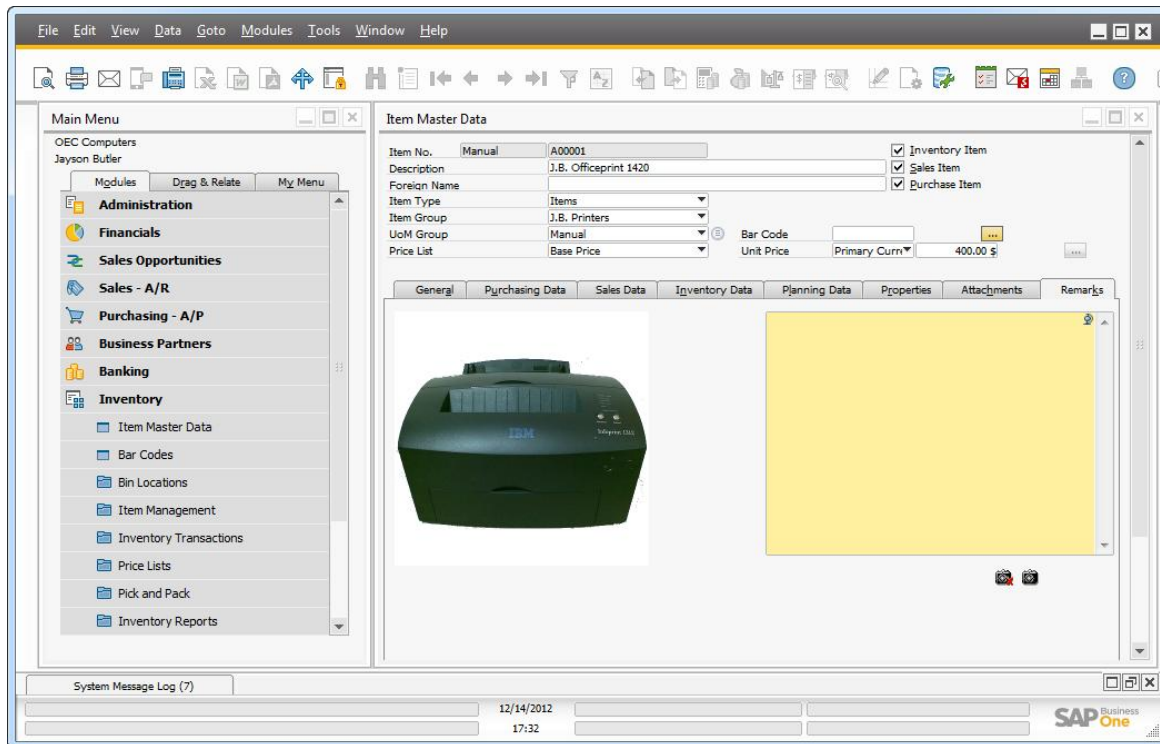 File Edit View Data Goto Modules Tools Window Help
Main Menu
OEC Computers
Jayson Butler
Modules Drag & Relate My Menu
Administration
Financials
Sales Opportunities
Sales - A/R
Purchasing - A/P
Business Partners
Banking
Inventory
Item Master Data
Bar Codes
Bin Locations
Item Management
Inventory Transactions
Price Lists
Pick and Pack
Inventory Reports
Item Master Data
Item No. Manual A00001 Inventory Item
Description J.B. Officeprint 1420 Sales Item
Foreign Name Purchase Item
Item Type Items
Item Group J.B. Printers
UoM Group Manual Bar Code ...
Price List Base Price Unit Price Primary Curr 400.00 $ ...
General Purchasing Data Sales Data Inventory Data Planning Data Properties Attachments Remarks
IBM
System Message Log (7)
12/14/2012
17:32
SAP Business One